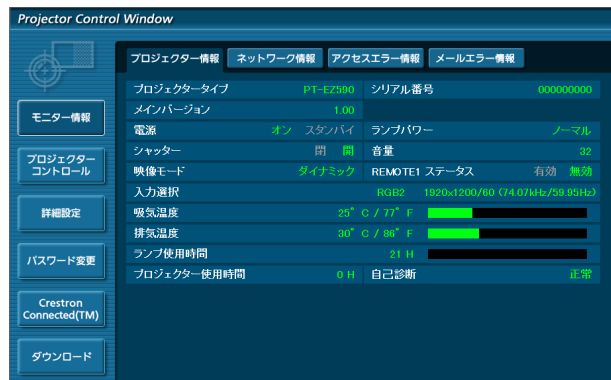 Projector Control Window
プロジェクター情報 ネットワーク情報 アクセスエラー情報 メールエラー情報
モニター情報
プロジェクター
コントロール
詳細設定
パスワード変更
Crestron
Connected(TM)
ダウンロード
プロジェクタータイプ PT-EZ590 シリアル番号 000000000
メインバージョン 1.00
電源 オン スタンバイ ランプパワー ノーマル
シャッター 閉 開 音量 32
映像モード ダイナミック REMOTE1 ステータス 有効 無効
入力選択 RGB2 1920x1200/60 (74.07kHz/59.95Hz)
吸気温度 25° C / 77° F
排気温度 30° C / 86° F
ランプ使用時間 21 H
プロジェクター使用時間 0 H 自己診断 正常